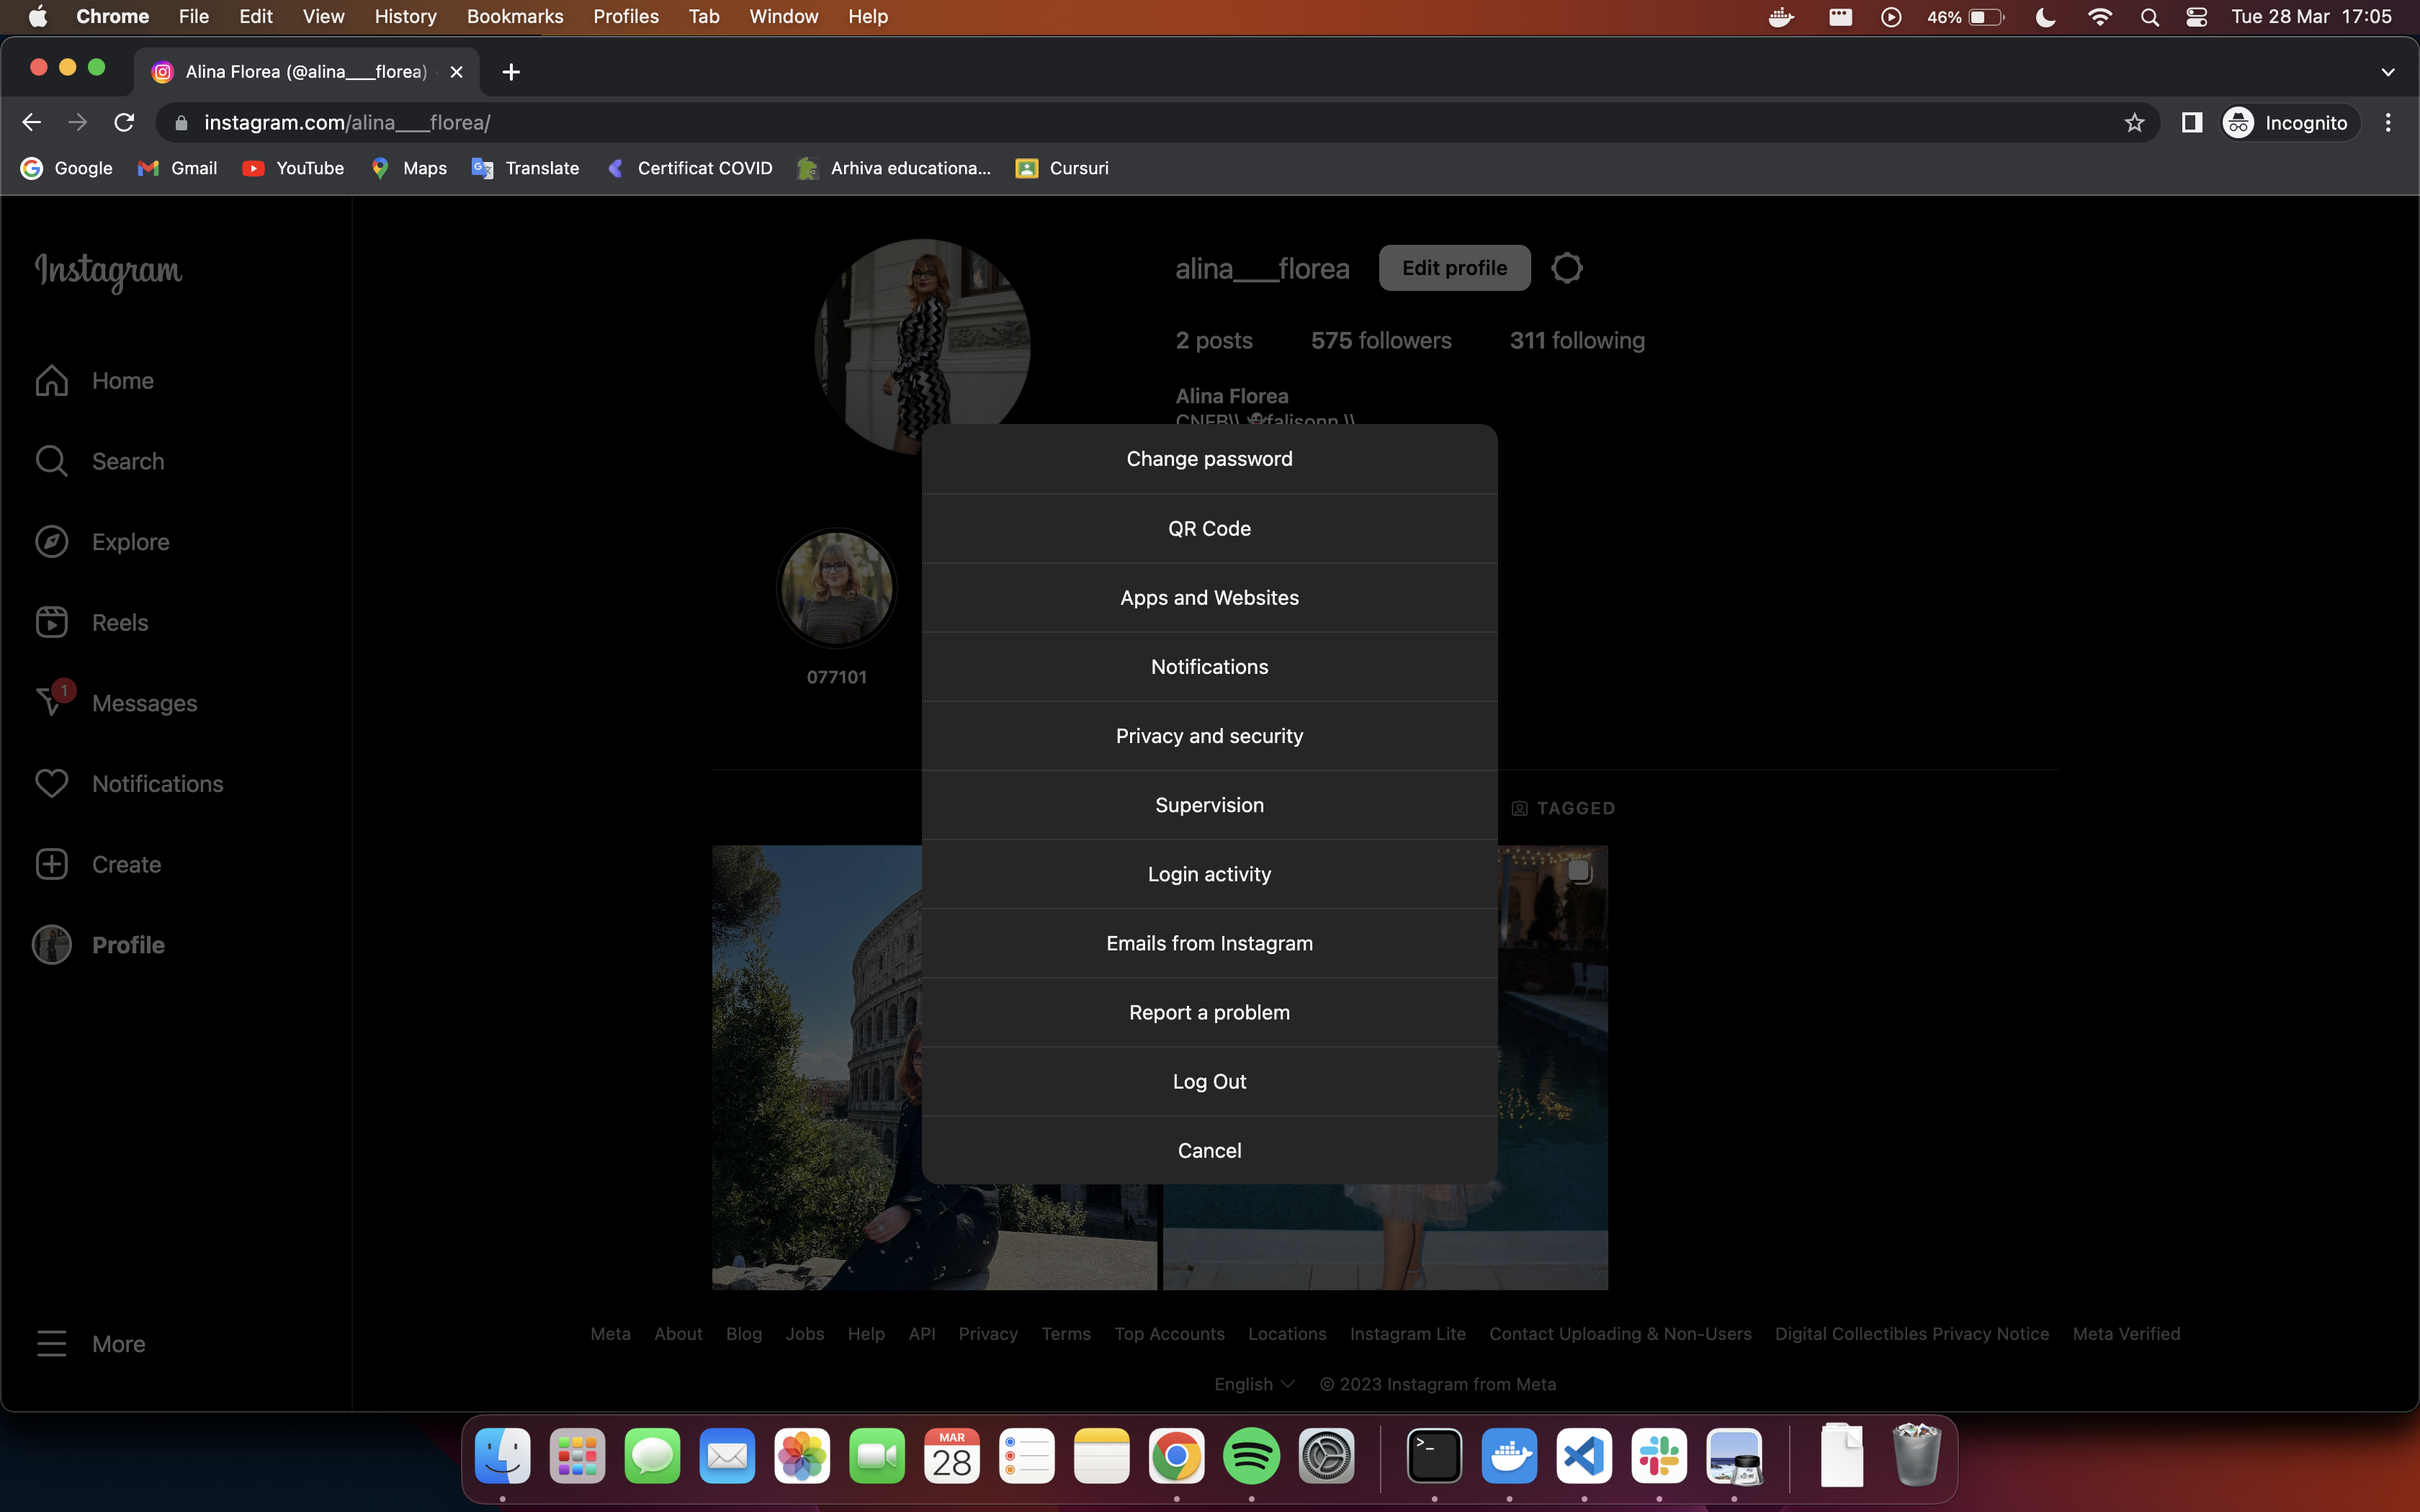 Chrome File Edit View History Bookmarks Profiles Tab Window Help 46% Tue 28 Mar 17:05
Alina Florea (@alina___florea)
instagram.com/alina___florea/ Incognito
Google Gmail YouTube Maps Translate Certificat COVID Arhiva educationa... Cursuri
Instagram
Home
Search
Explore
Reels
1
Messages
Notifications
Create
Profile
More
alina___florea Edit profile
2 posts 575 followers 311 following
Alina Florea
077101
Change password
QR Code
Apps and Websites
Notifications
Privacy and security
Supervision
Login activity
Emails from Instagram
Report a problem
Log Out
Cancel
TAGGED
Meta About Blog Jobs Help API Privacy Terms Top Accounts Locations Instagram Lite Contact Uploading & Non-Users Digital Collectibles Privacy Notice Meta Verified
English © 2023 Instagram from Meta
MAR
28